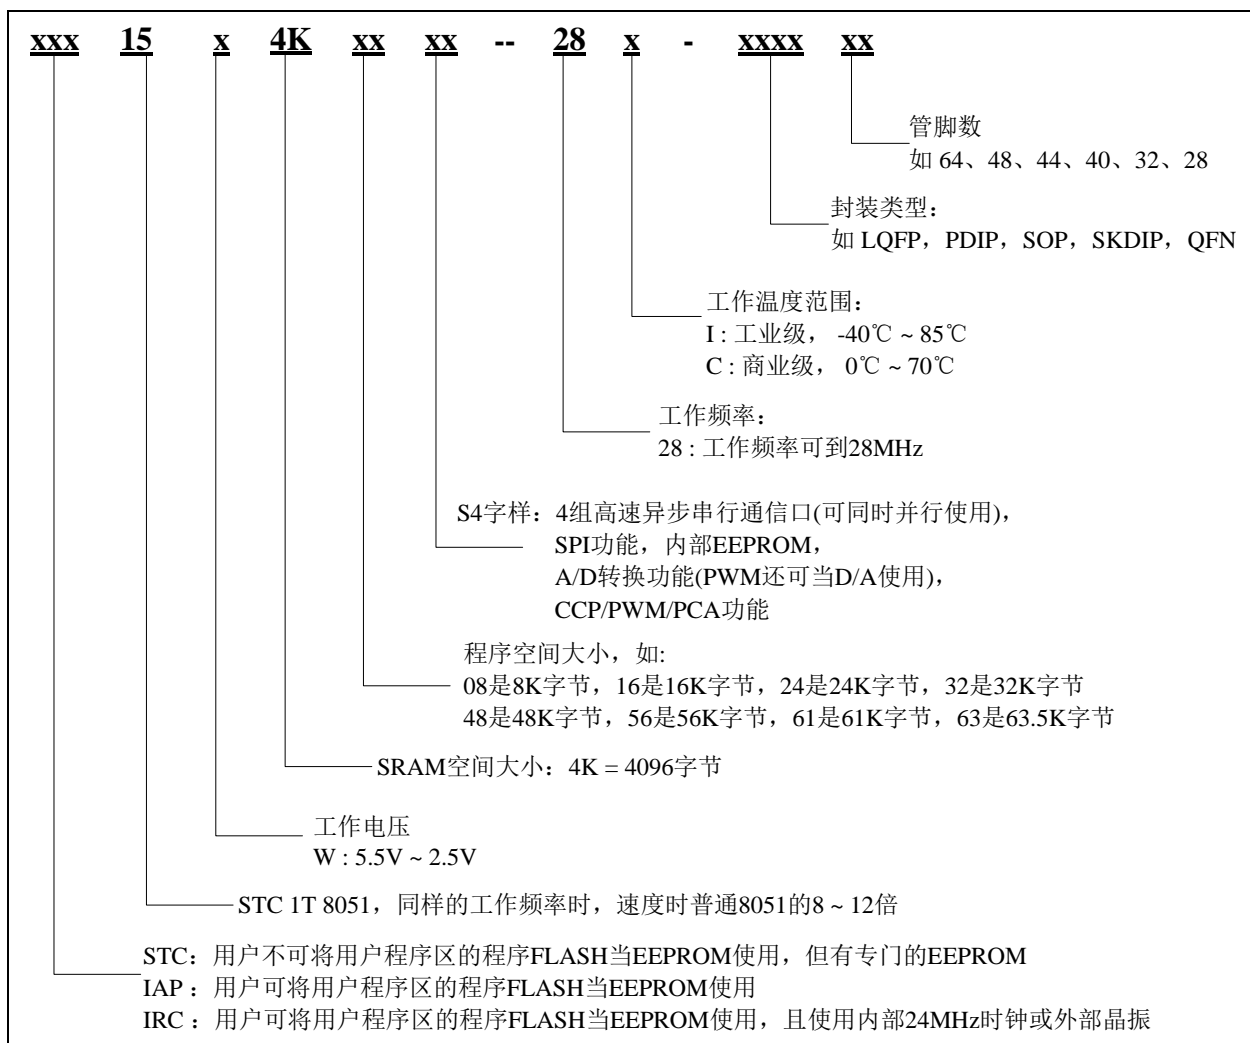 xxx 15 x 4K xx xx -- 28 x - xxxx xx
管脚数
如 64、48、44、40、32、28
封装类型：
如 LQFP，PDIP，SOP，SKDIP，QFN
工作温度范围：
I : 工业级， -40℃ ~ 85℃
C : 商业级， 0℃ ~ 70℃
工作频率：
28 : 工作频率可到28MHz
S4字样：4组高速异步串行通信口(可同时并行使用)，
SPI功能，内部EEPROM，
A/D转换功能(PWM还可当D/A使用)，
CCP/PWM/PCA功能
程序空间大小，如:
08是8K字节，16是16K字节，24是24K字节，32是32K字节
48是48K字节，56是56K字节，61是61K字节，63是63.5K字节
SRAM空间大小：4K = 4096字节
工作电压
W : 5.5V ~ 2.5V
STC 1T 8051，同样的工作频率时，速度时普通8051的8 ~ 12倍
STC：用户不可将用户程序区的程序FLASH当EEPROM使用，但有专门的EEPROM
IAP：用户可将用户程序区的程序FLASH当EEPROM使用
IRC：用户可将用户程序区的程序FLASH当EEPROM使用，且使用内部24MHz时钟或外部晶振